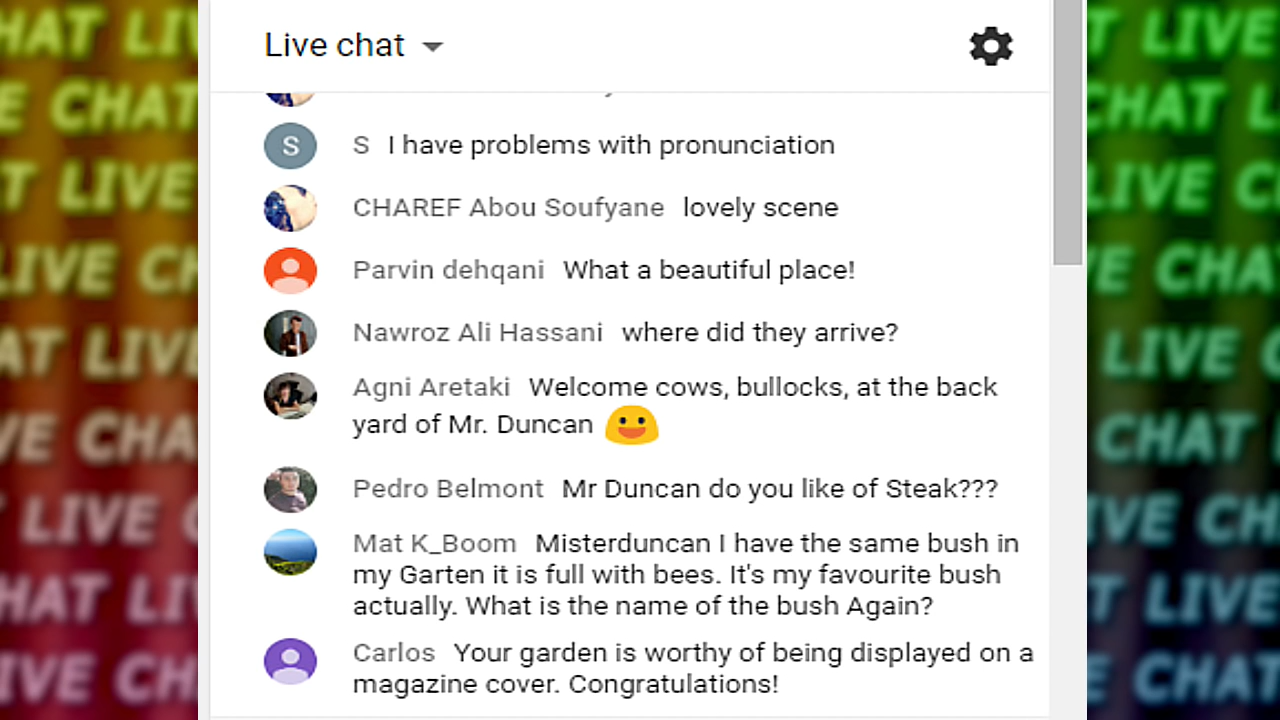 Live chat
S I have problems with pronunciation
CHAREF Abou Soufyane lovely scene
Parvin dehqani What a beautiful place!
Nawroz Ali Hassani where did they arrive?
Agni Aretaki Welcome cows, bullocks, at the back
yard of Mr. Duncan
Pedro Belmont Mr Duncan do you like of Steak???
Mat K_Boom Misterduncan I have the same bush in
my Garten it is full with bees. It's my favourite bush
actually. What is the name of the bush Again?
Carlos Your garden is worthy of being displayed on a
magazine cover. Congratulations!